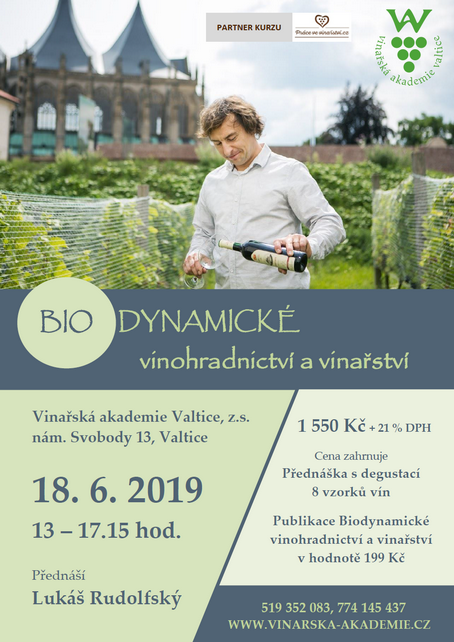 PARTNER KURZU
Práce ve vinařství.cz
W
vinařská akademie valtice
BIODYNAMICKÉ
vinohradnictví a vinařství
Vinařská akademie Valtice, z.s.
nám. Svobody 13, Valtice
18. 6. 2019
13 – 17.15 hod.
Přednáší
Lukáš Rudolfský
1 550 Kč + 21 % DPH
Cena zahrnuje
Přednáška s degustací
8 vzorků vín
Publikace Biodynamické
vinohradnictví a vinařství
v hodnotě 199 Kč
519 352 083, 774 145 437
WWW.VINARSKA-AKADEMIE.CZ